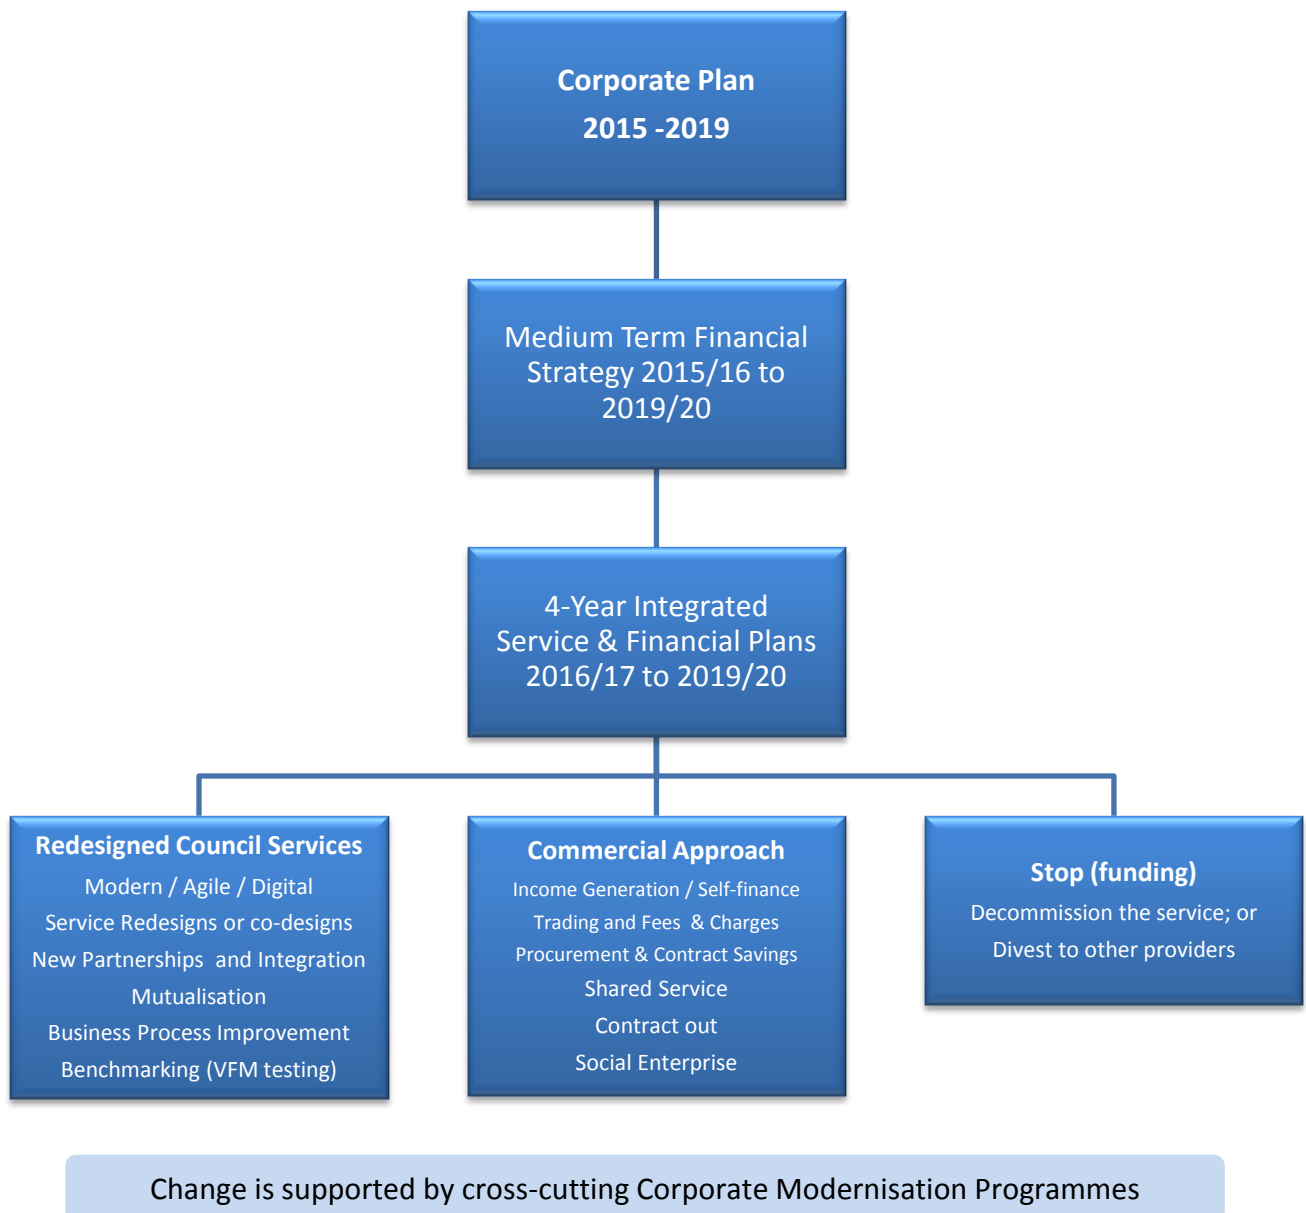 Corporate Plan
2015 -2019
Medium Term Financial
Strategy 2015/16 to
2019/20
4-Year Integrated
Service & Financial Plans
2016/17 to 2019/20
Redesigned Council Services
Modern / Agile / Digital
Service Redesigns or co-designs
New Partnerships and Integration
Mutualisation
Business Process Improvement
Benchmarking (VFM testing)
Commercial Approach
Income Generation / Self-finance
Trading and Fees & Charges
Procurement & Contract Savings
Shared Service
Contract out
Social Enterprise
Stop (funding)
Decommission the service; or
Divest to other providers
Change is supported by cross-cutting Corporate Modernisation Programmes